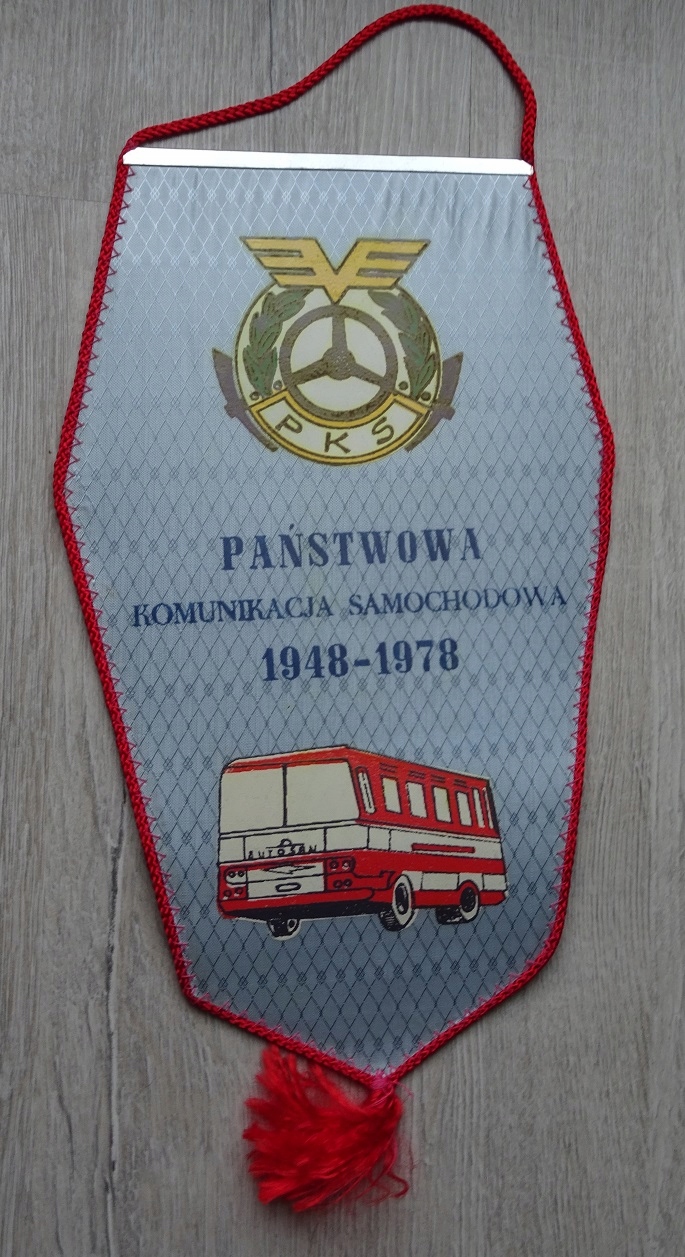 PKS
PAŃSTWOWA
KOMUNIKACJA SAMOCHODOWA
1948-1978
AUTOSAN